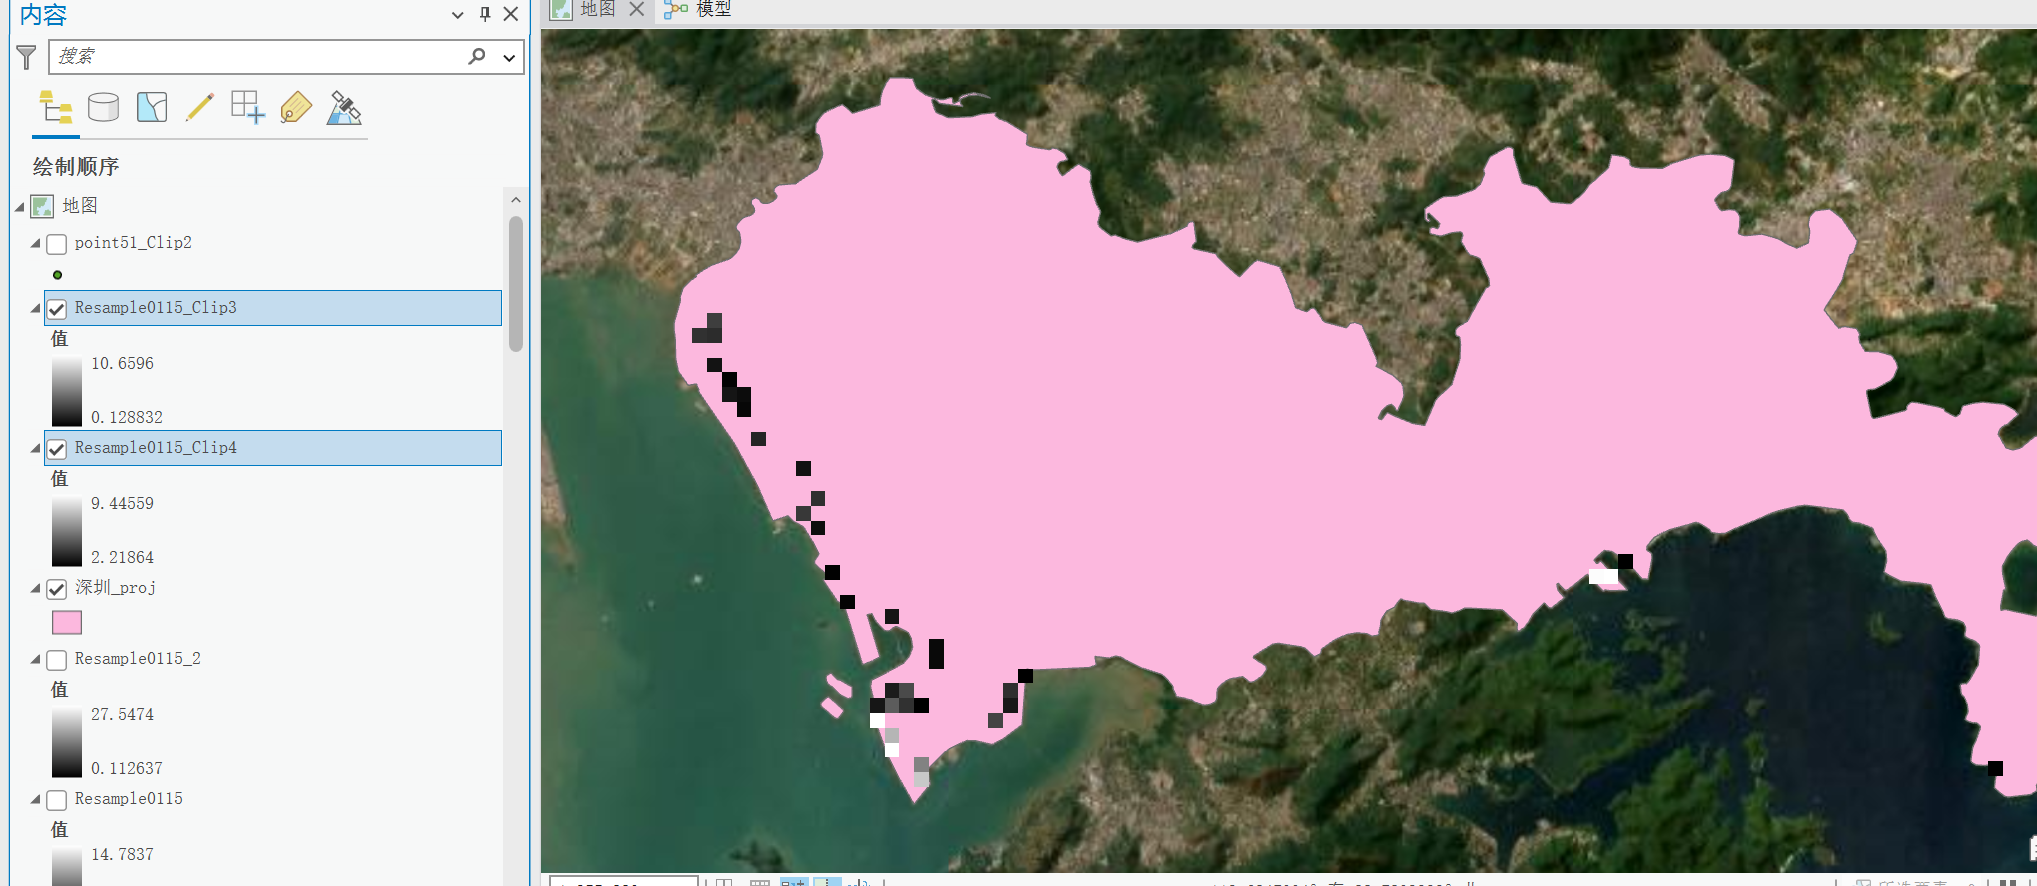 内容
地图
模型
搜索
绘制顺序
地图
point51_Clip2
Resample0115_Clip3
值
10.6596
0.128832
Resample0115_Clip4
值
9.44559
2.21864
深圳_proj
Resample0115_2
值
27.5474
0.112637
Resample0115
值
14.7837